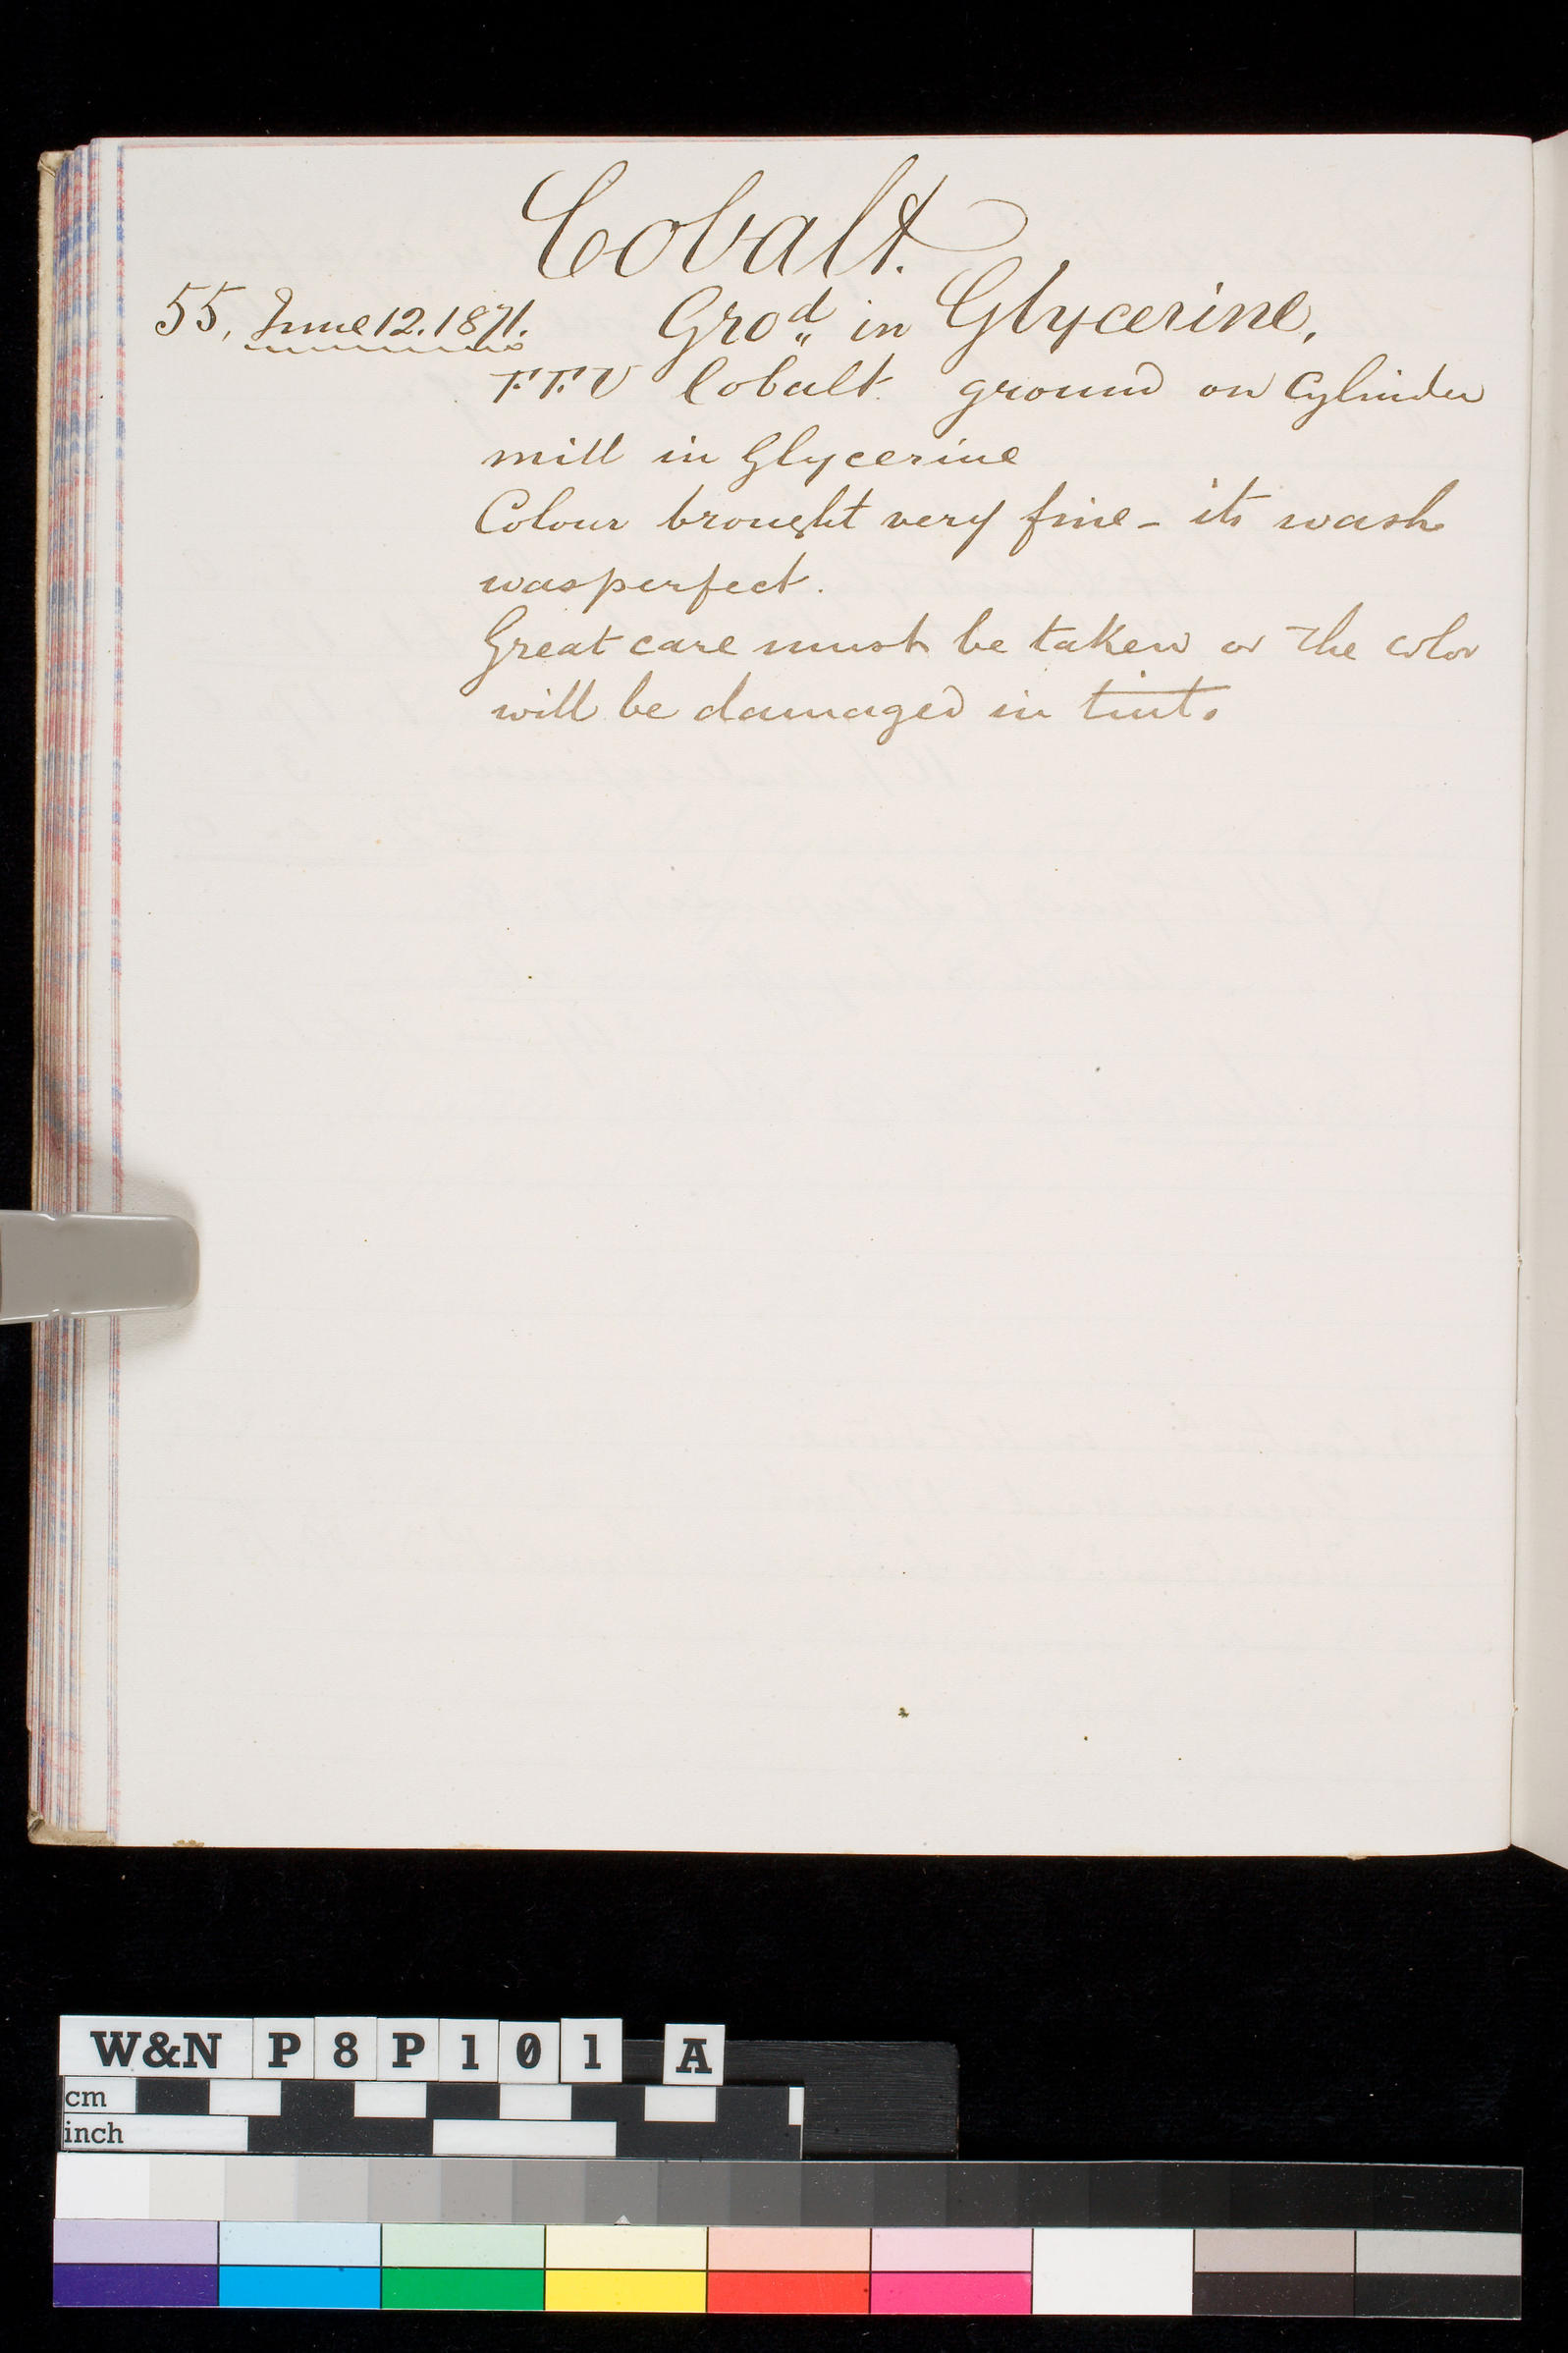 Cobalt.
55, June 12. 1871. Gro.d in Glycerine,
F.F.V Cobalt. ground on Cylinder
mill in Glycerine
Colour brought very fine - its wash
was perfect.
Great care must be taken or the color
will be damaged in tint.
W&N P8P101 A
cm
inch